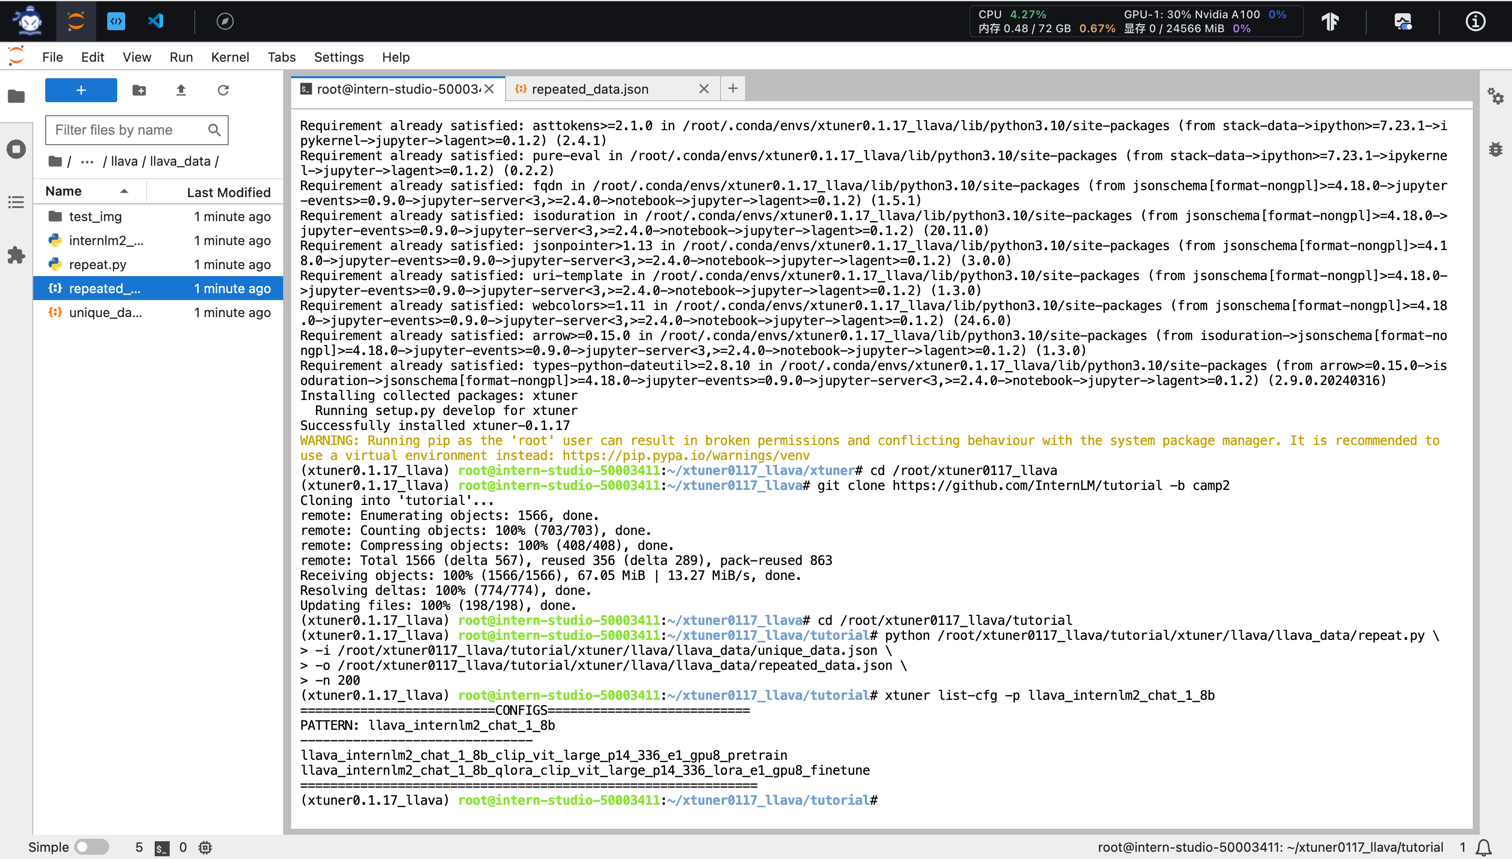 CPU 4.27% GPU-1: 30% Nvidia A100 0%
内存 0.48 / 72 GB 0.67% 显存 0 / 24566 MiB 0%
File Edit View Run Kernel Tabs Settings Help
root@intern-studio-50003 repeated_data.json
Filter files by name
/ ··· / llava / llava_data /
Name Last Modified
test_img 1 minute ago
internlm2_... 1 minute ago
repeat.py 1 minute ago
repeated_... 1 minute ago
unique_da... 1 minute ago
Requirement already satisfied: asttokens>=2.1.0 in /root/.conda/envs/xtuner0.1.17_llava/lib/python3.10/site-packages (from stack-data->ipython>=7.23.1->i
pykernel->jupyter->lagent>=0.1.2) (2.4.1)
Requirement already satisfied: pure-eval in /root/.conda/envs/xtuner0.1.17_llava/lib/python3.10/site-packages (from stack-data->ipython>=7.23.1->ipykerne
l->jupyter->lagent>=0.1.2) (0.2.2)
Requirement already satisfied: fqdn in /root/.conda/envs/xtuner0.1.17_llava/lib/python3.10/site-packages (from jsonschema[format-nongpl]>=4.18.0->jupyter
-events>=0.9.0->jupyter-server<3,>=2.4.0->notebook->jupyter->lagent>=0.1.2) (1.5.1)
Requirement already satisfied: isoduration in /root/.conda/envs/xtuner0.1.17_llava/lib/python3.10/site-packages (from jsonschema[format-nongpl]>=4.18.0->
jupyter-events>=0.9.0->jupyter-server<3,>=2.4.0->notebook->jupyter->lagent>=0.1.2) (20.11.0)
Requirement already satisfied: jsonpointer>1.13 in /root/.conda/envs/xtuner0.1.17_llava/lib/python3.10/site-packages (from jsonschema[format-nongpl]>=4.1
8.0->jupyter-events>=0.9.0->jupyter-server<3,>=2.4.0->notebook->jupyter->lagent>=0.1.2) (3.0.0)
Requirement already satisfied: uri-template in /root/.conda/envs/xtuner0.1.17_llava/lib/python3.10/site-packages (from jsonschema[format-nongpl]>=4.18.0-
>jupyter-events>=0.9.0->jupyter-server<3,>=2.4.0->notebook->jupyter->lagent>=0.1.2) (1.3.0)
Requirement already satisfied: webcolors>=1.11 in /root/.conda/envs/xtuner0.1.17_llava/lib/python3.10/site-packages (from jsonschema[format-nongpl]>=4.18
.0->jupyter-events>=0.9.0->jupyter-server<3,>=2.4.0->notebook->jupyter->lagent>=0.1.2) (24.6.0)
Requirement already satisfied: arrow>=0.15.0 in /root/.conda/envs/xtuner0.1.17_llava/lib/python3.10/site-packages (from isoduration->jsonschema[format-no
ngpl]>=4.18.0->jupyter-events>=0.9.0->jupyter-server<3,>=2.4.0->notebook->jupyter->lagent>=0.1.2) (1.3.0)
Requirement already satisfied: types-python-dateutil>=2.8.10 in /root/.conda/envs/xtuner0.1.17_llava/lib/python3.10/site-packages (from arrow>=0.15.0->is
oduration->jsonschema[format-nongpl]>=4.18.0->jupyter-events>=0.9.0->jupyter-server<3,>=2.4.0->notebook->jupyter->lagent>=0.1.2) (2.9.0.20240316)
Installing collected packages: xtuner
Running setup.py develop for xtuner
Successfully installed xtuner-0.1.17
WARNING: Running pip as the 'root' user can result in broken permissions and conflicting behaviour with the system package manager. It is recommended to
use a virtual environment instead: https://pip.pypa.io/warnings/venv
(xtuner0.1.17_llava) root@intern-studio-50003411:~/xtuner0117_llava/xtuner# cd /root/xtuner0117_llava
(xtuner0.1.17_llava) root@intern-studio-50003411:~/xtuner0117_llava# git clone https://github.com/InternLM/tutorial -b camp2
Cloning into 'tutorial'...
remote: Enumerating objects: 1566, done.
remote: Counting objects: 100% (703/703), done.
remote: Compressing objects: 100% (408/408), done.
remote: Total 1566 (delta 567), reused 356 (delta 289), pack-reused 863
Receiving objects: 100% (1566/1566), 67.05 MiB | 13.27 MiB/s, done.
Resolving deltas: 100% (774/774), done.
Updating files: 100% (198/198), done.
(xtuner0.1.17_llava) root@intern-studio-50003411:~/xtuner0117_llava# cd /root/xtuner0117_llava/tutorial
(xtuner0.1.17_llava) root@intern-studio-50003411:~/xtuner0117_llava/tutorial# python /root/xtuner0117_llava/tutorial/xtuner/llava/llava_data/repeat.py \
> -i /root/xtuner0117_llava/tutorial/xtuner/llava/llava_data/unique_data.json \
> -o /root/xtuner0117_llava/tutorial/xtuner/llava/llava_data/repeated_data.json \
> -n 200
(xtuner0.1.17_llava) root@intern-studio-50003411:~/xtuner0117_llava/tutorial# xtuner list-cfg -p llava_internlm2_chat_1_8b
==========================CONFIGS===========================
PATTERN: llava_internlm2_chat_1_8b
-------------------------------
llava_internlm2_chat_1_8b_clip_vit_large_p14_336_e1_gpu8_pretrain
llava_internlm2_chat_1_8b_qlora_clip_vit_large_p14_336_lora_e1_gpu8_finetune
=============================================================
(xtuner0.1.17_llava) root@intern-studio-50003411:~/xtuner0117_llava/tutorial#
Simple 5 0 root@intern-studio-50003411: ~/xtuner0117_llava/tutorial 1